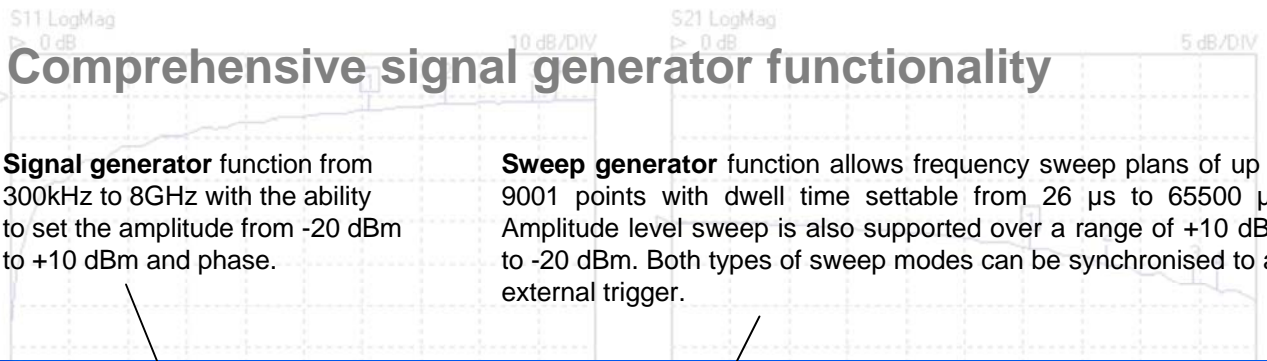 S11 LogMag
0 dB
10 dB/DIV
S21 LogMag
0 dB
5 dB/DIV
Comprehensive signal generator functionality
Signal generator function from
300kHz to 8GHz with the ability
to set the amplitude from -20 dBm
to +10 dBm and phase.
Sweep generator function allows frequency sweep plans of up
9001 points with dwell time settable from 26 µs to 65500
Amplitude level sweep is also supported over a range of +10
to -20 dBm. Both types of sweep modes can be synchronised to
external trigger.